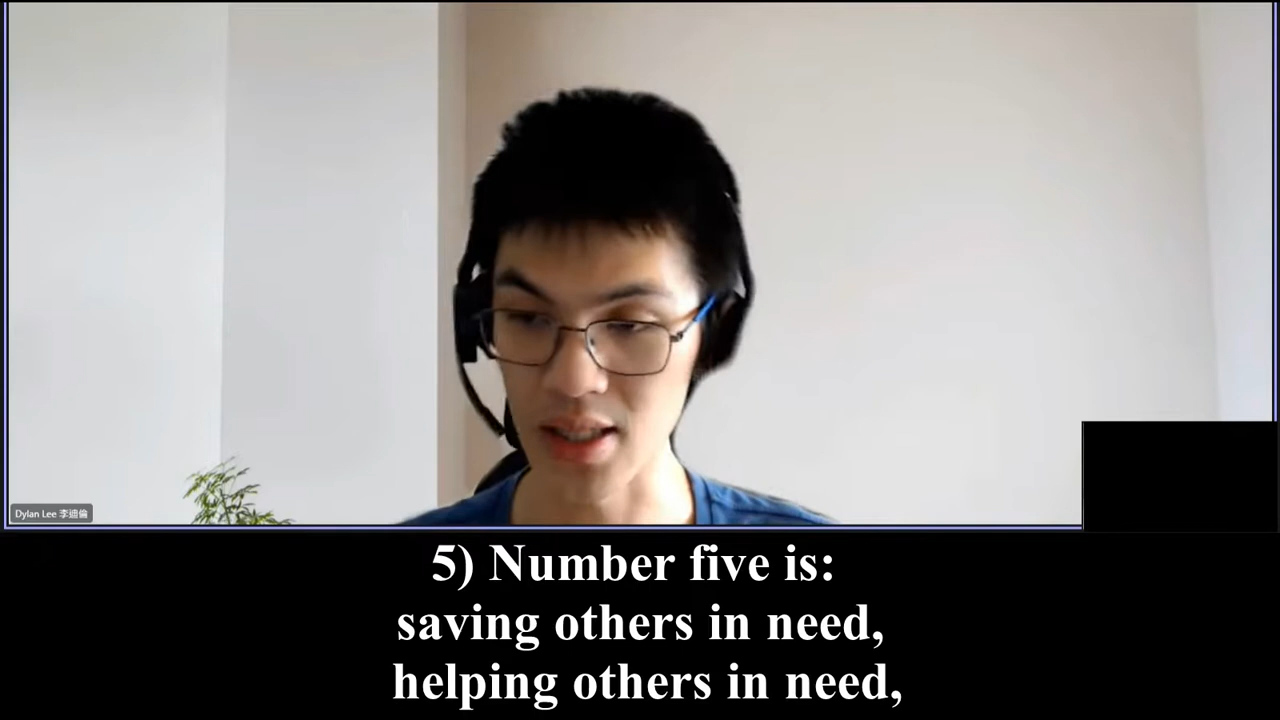 Dylan Lee 李迪倫
5) Number five is:
saving others in need,
helping others in need,